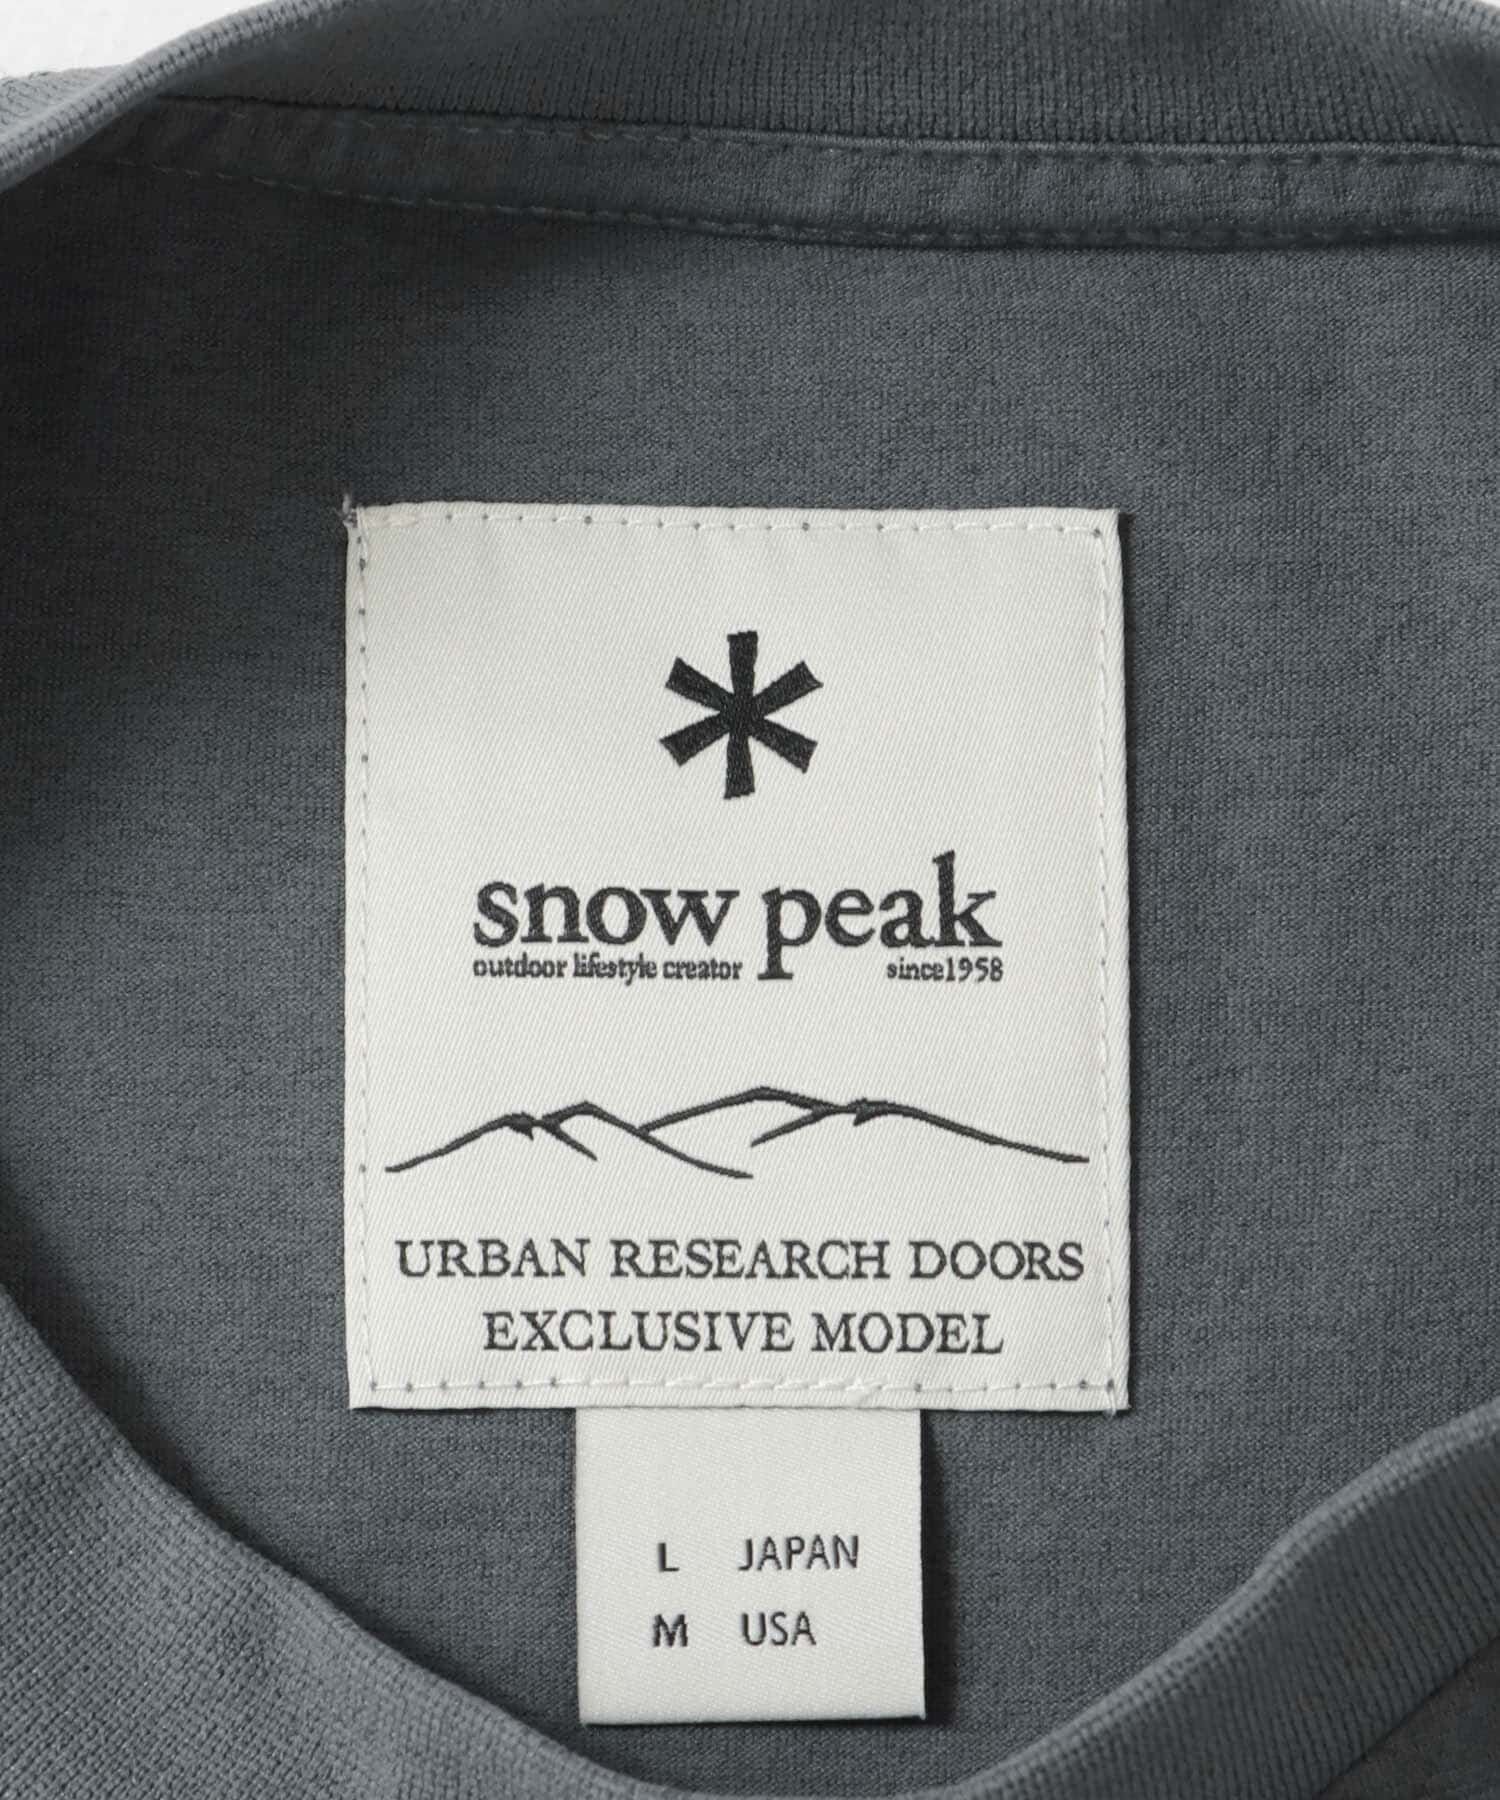 snow peak
outdoor lifestyle creator since1958
URBAN RESEARCH DOORS
EXCLUSIVE MODEL
L JAPAN
M USA